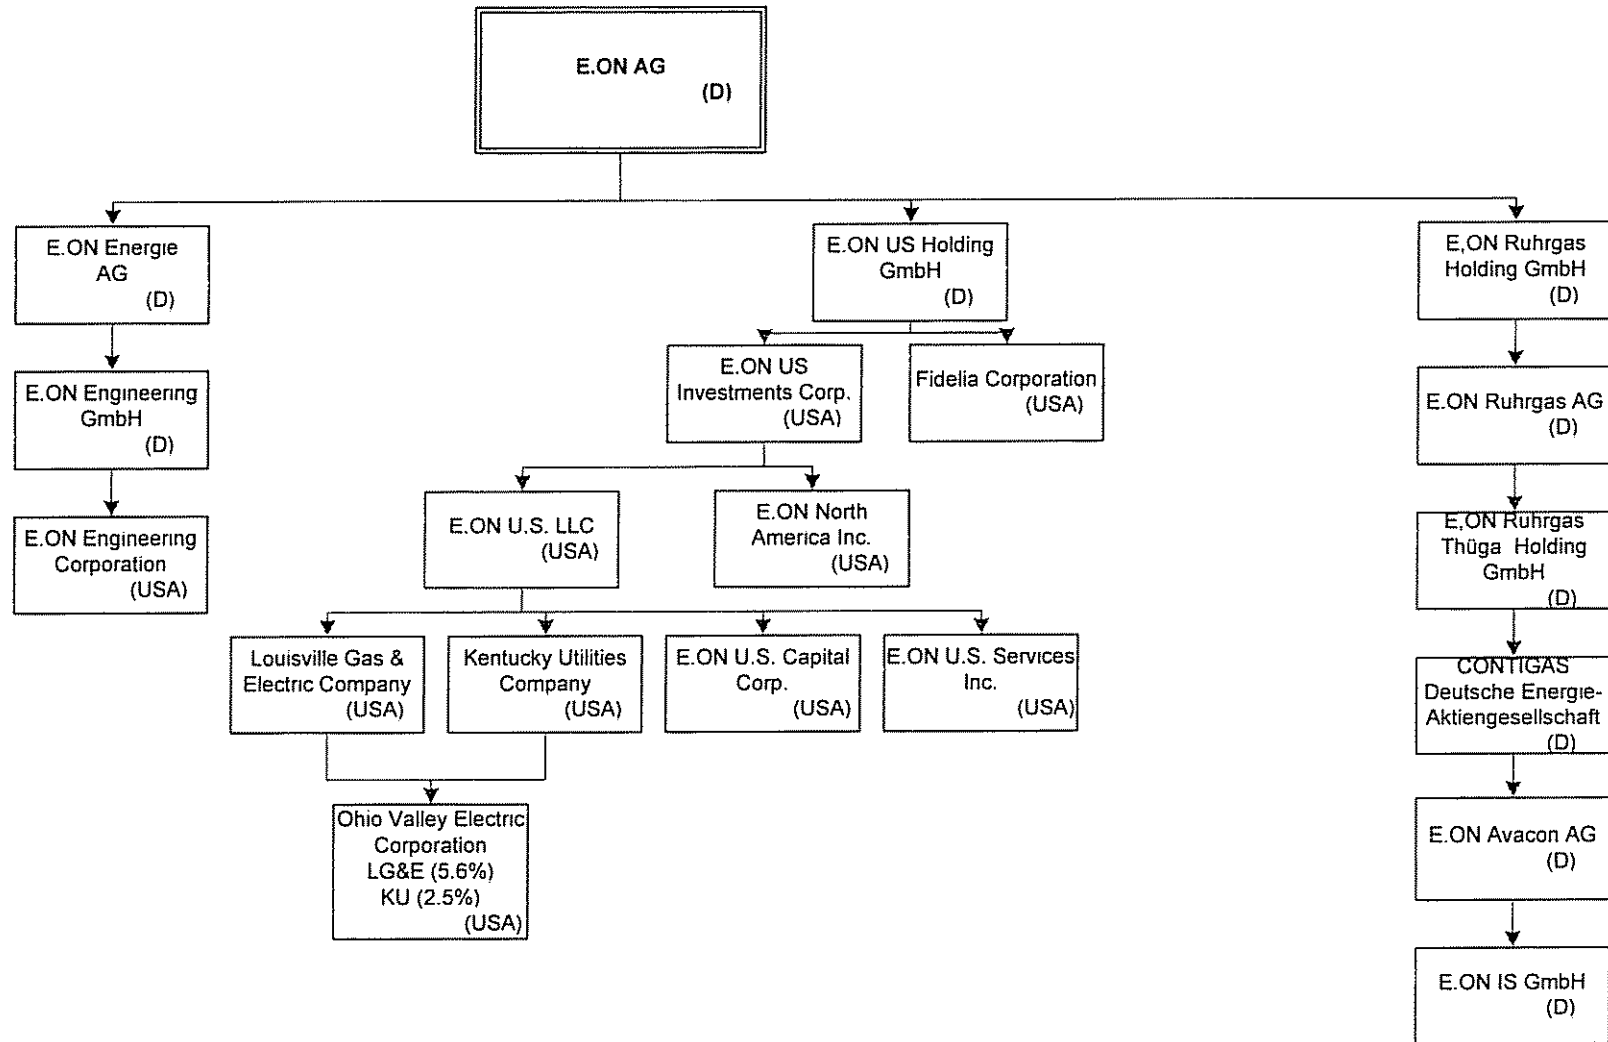 E.ON AG
(D)
E.ON Energie
AG
(D)
E.ON US Holding
GmbH
(D)
E,ON Ruhrgas
Holding GmbH
(D)
E.ON US
Investments Corp.
(USA)
Fidelia Corporation
(USA)
E.ON Engineering
GmbH
(D)
E.ON Ruhrgas AG
(D)
E.ON U.S. LLC
(USA)
E.ON North
America Inc.
(USA)
E.ON Engineering
Corporation
(USA)
E,ON Ruhrgas
Thüga Holding
GmbH
(D)
Louisville Gas &
Electric Company
(USA)
Kentucky Utilities
Company
(USA)
E.ON U.S. Capital
Corp.
(USA)
E.ON U.S. Services
Inc.
(USA)
CONTIGAS
Deutsche Energie-
Aktiengesellschaft
(D)
Ohio Valley Electric
Corporation
LG&E (5.6%)
KU (2.5%)
(USA)
E.ON Avacon AG
(D)
E.ON IS GmbH
(D)